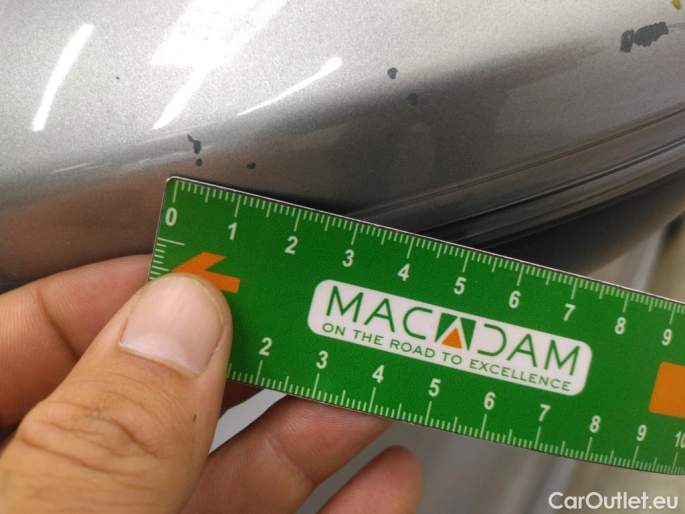 0 1 2 3 4 5 6 7 8 9
MACADAM
ON THE ROAD TO EXCELLENCE
2 3 4 5 6 7 8 9 10
CarOutlet.eu